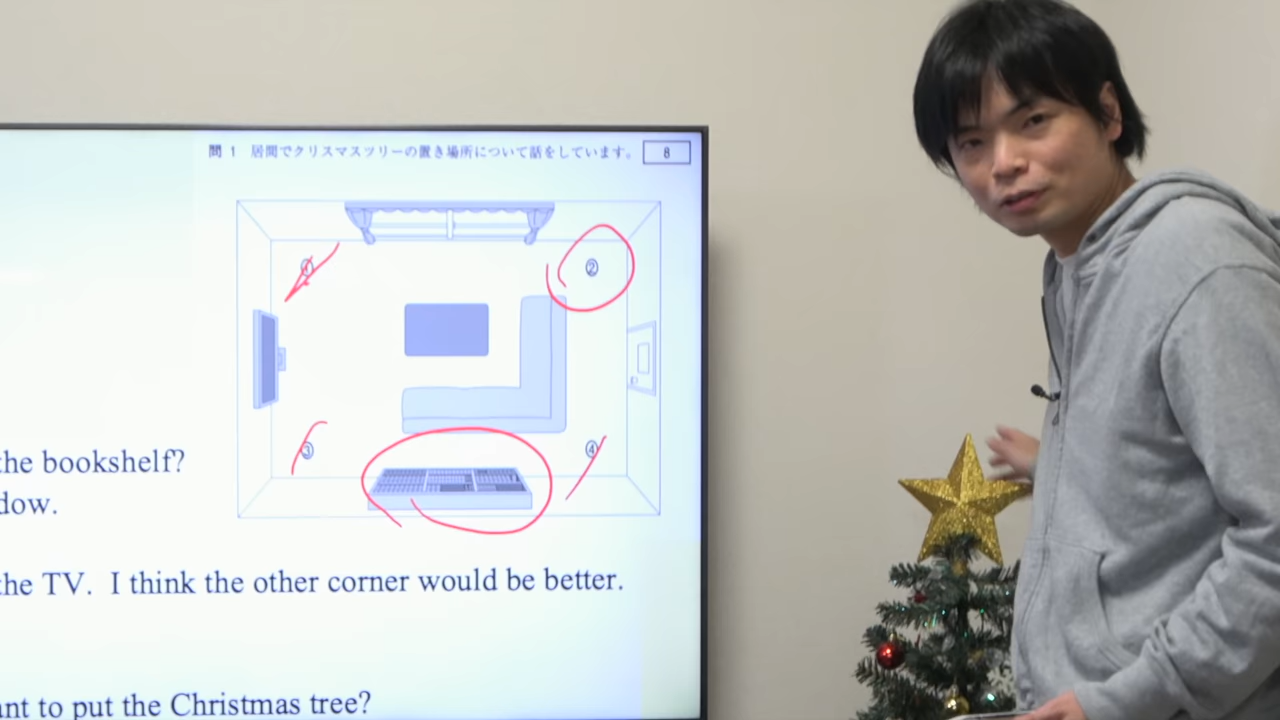 問 1 居間でクリスマスツリーの置き場所について話をしています。 8
①
②
③
④
the bookshelf?
dow.
the TV. I think the other corner would be better.
ant to put the Christmas tree?